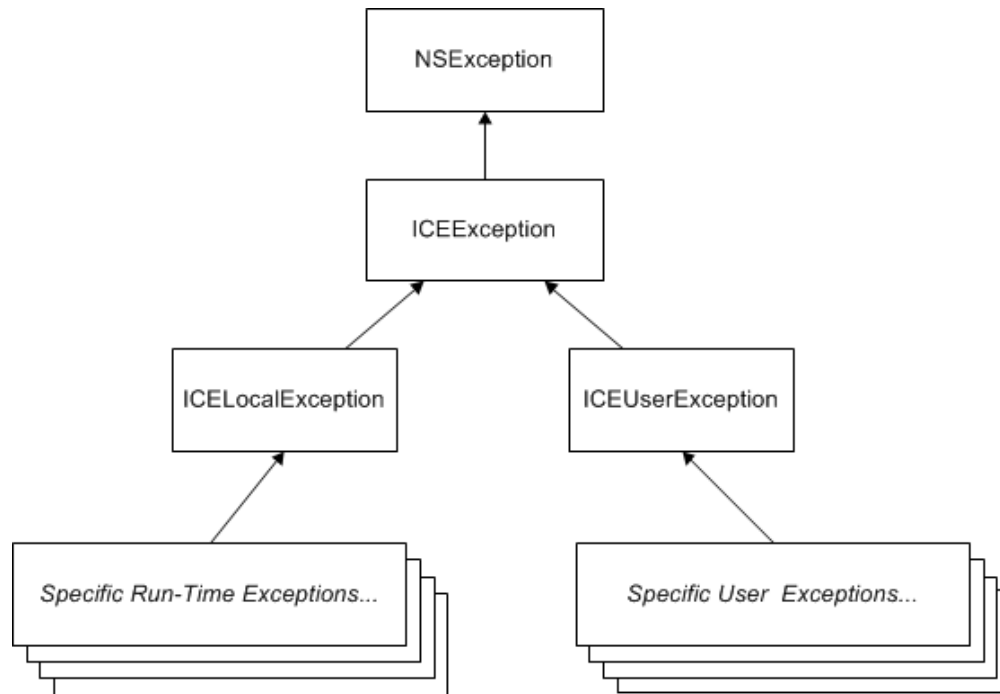 NSException
ICEException
ICELocalException
ICEUserException
Specific Run-Time Exceptions...
Specific User Exceptions...